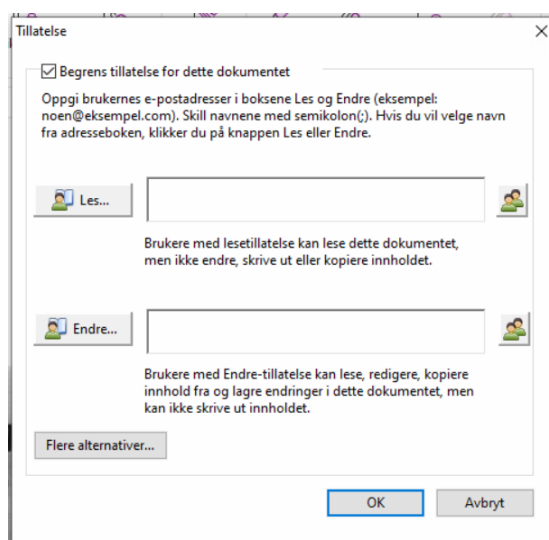 Tillatelse
Begrens tillatelse for dette dokumentet
Oppgi brukernes e-postadresser i boksene Les og Endre (eksempel:
noen@eksempel.com). Skill navnene med semikolon(;). Hvis du vil velge navn
fra adresseboken, klikker du på knappen Les eller Endre.
Les...
Brukere med lesetillatelse kan lese dette dokumentet,
men ikke endre, skrive ut eller kopiere innholdet.
Endre...
Brukere med Endre-tillatelse kan lese, redigere, kopiere
innhold fra og lagre endringer i dette dokumentet, men
kan ikke skrive ut innholdet.
Flere alternativer...
OK Avbryt